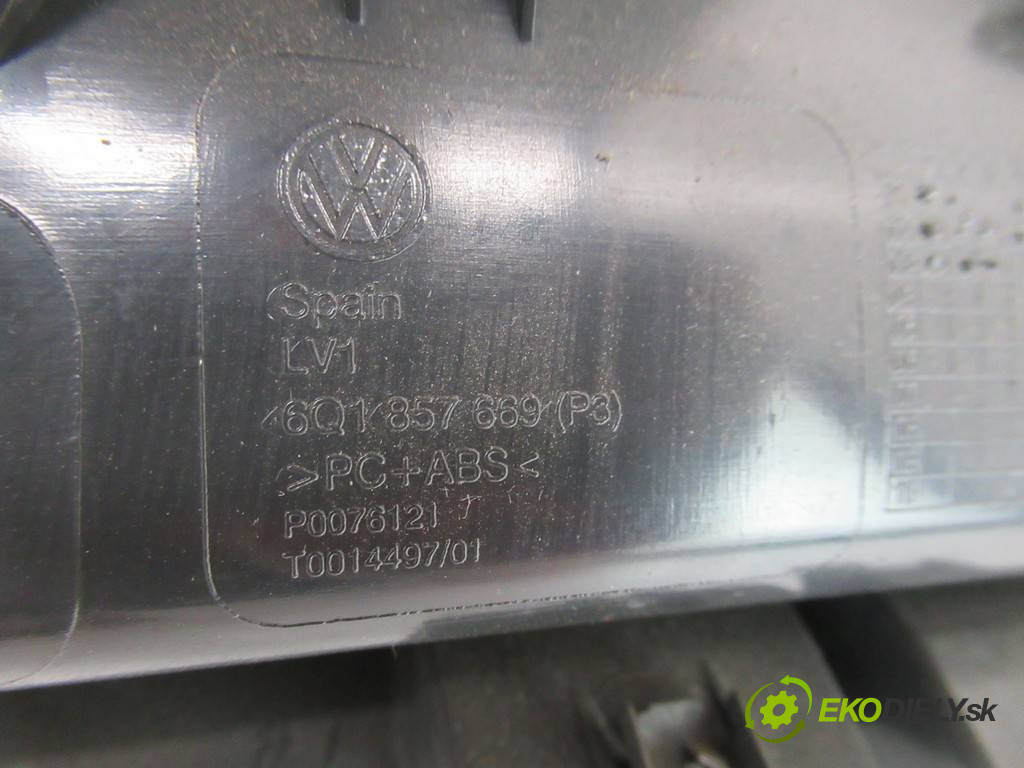 Spain
LV1
6Q1 857 669 (P3)
>PC+ABS<
P0076121
T0014497/01
EKODIELY.sk